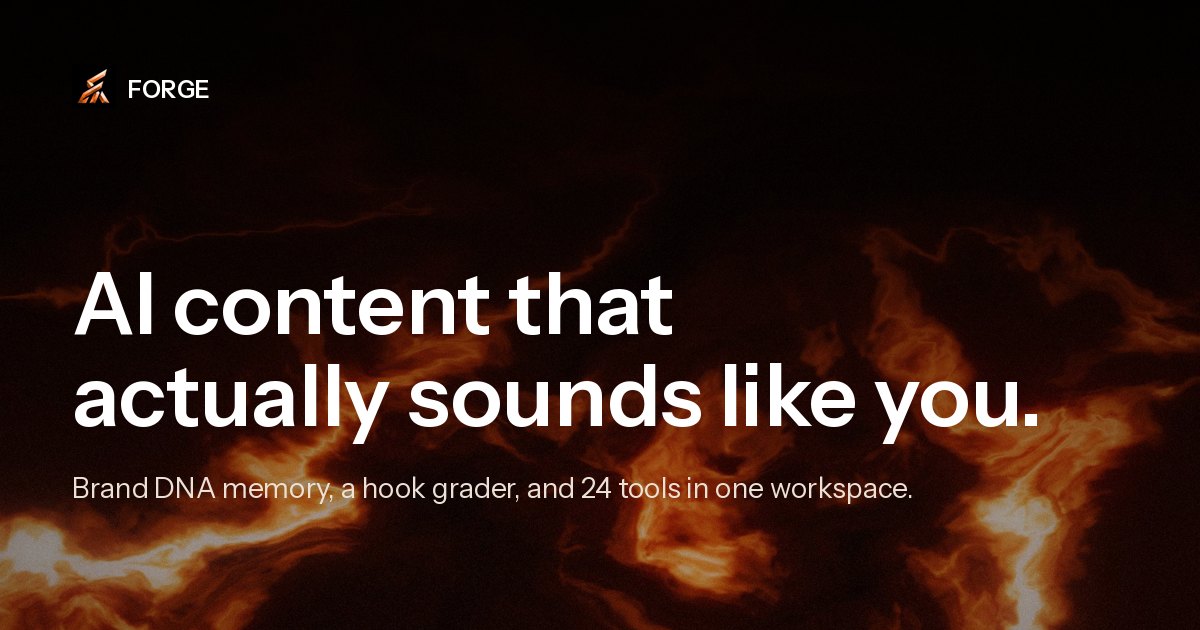 FORGE
AI content that
actually sounds like you.
Brand DNA memory, a hook grader, and 24 tools in one workspace.